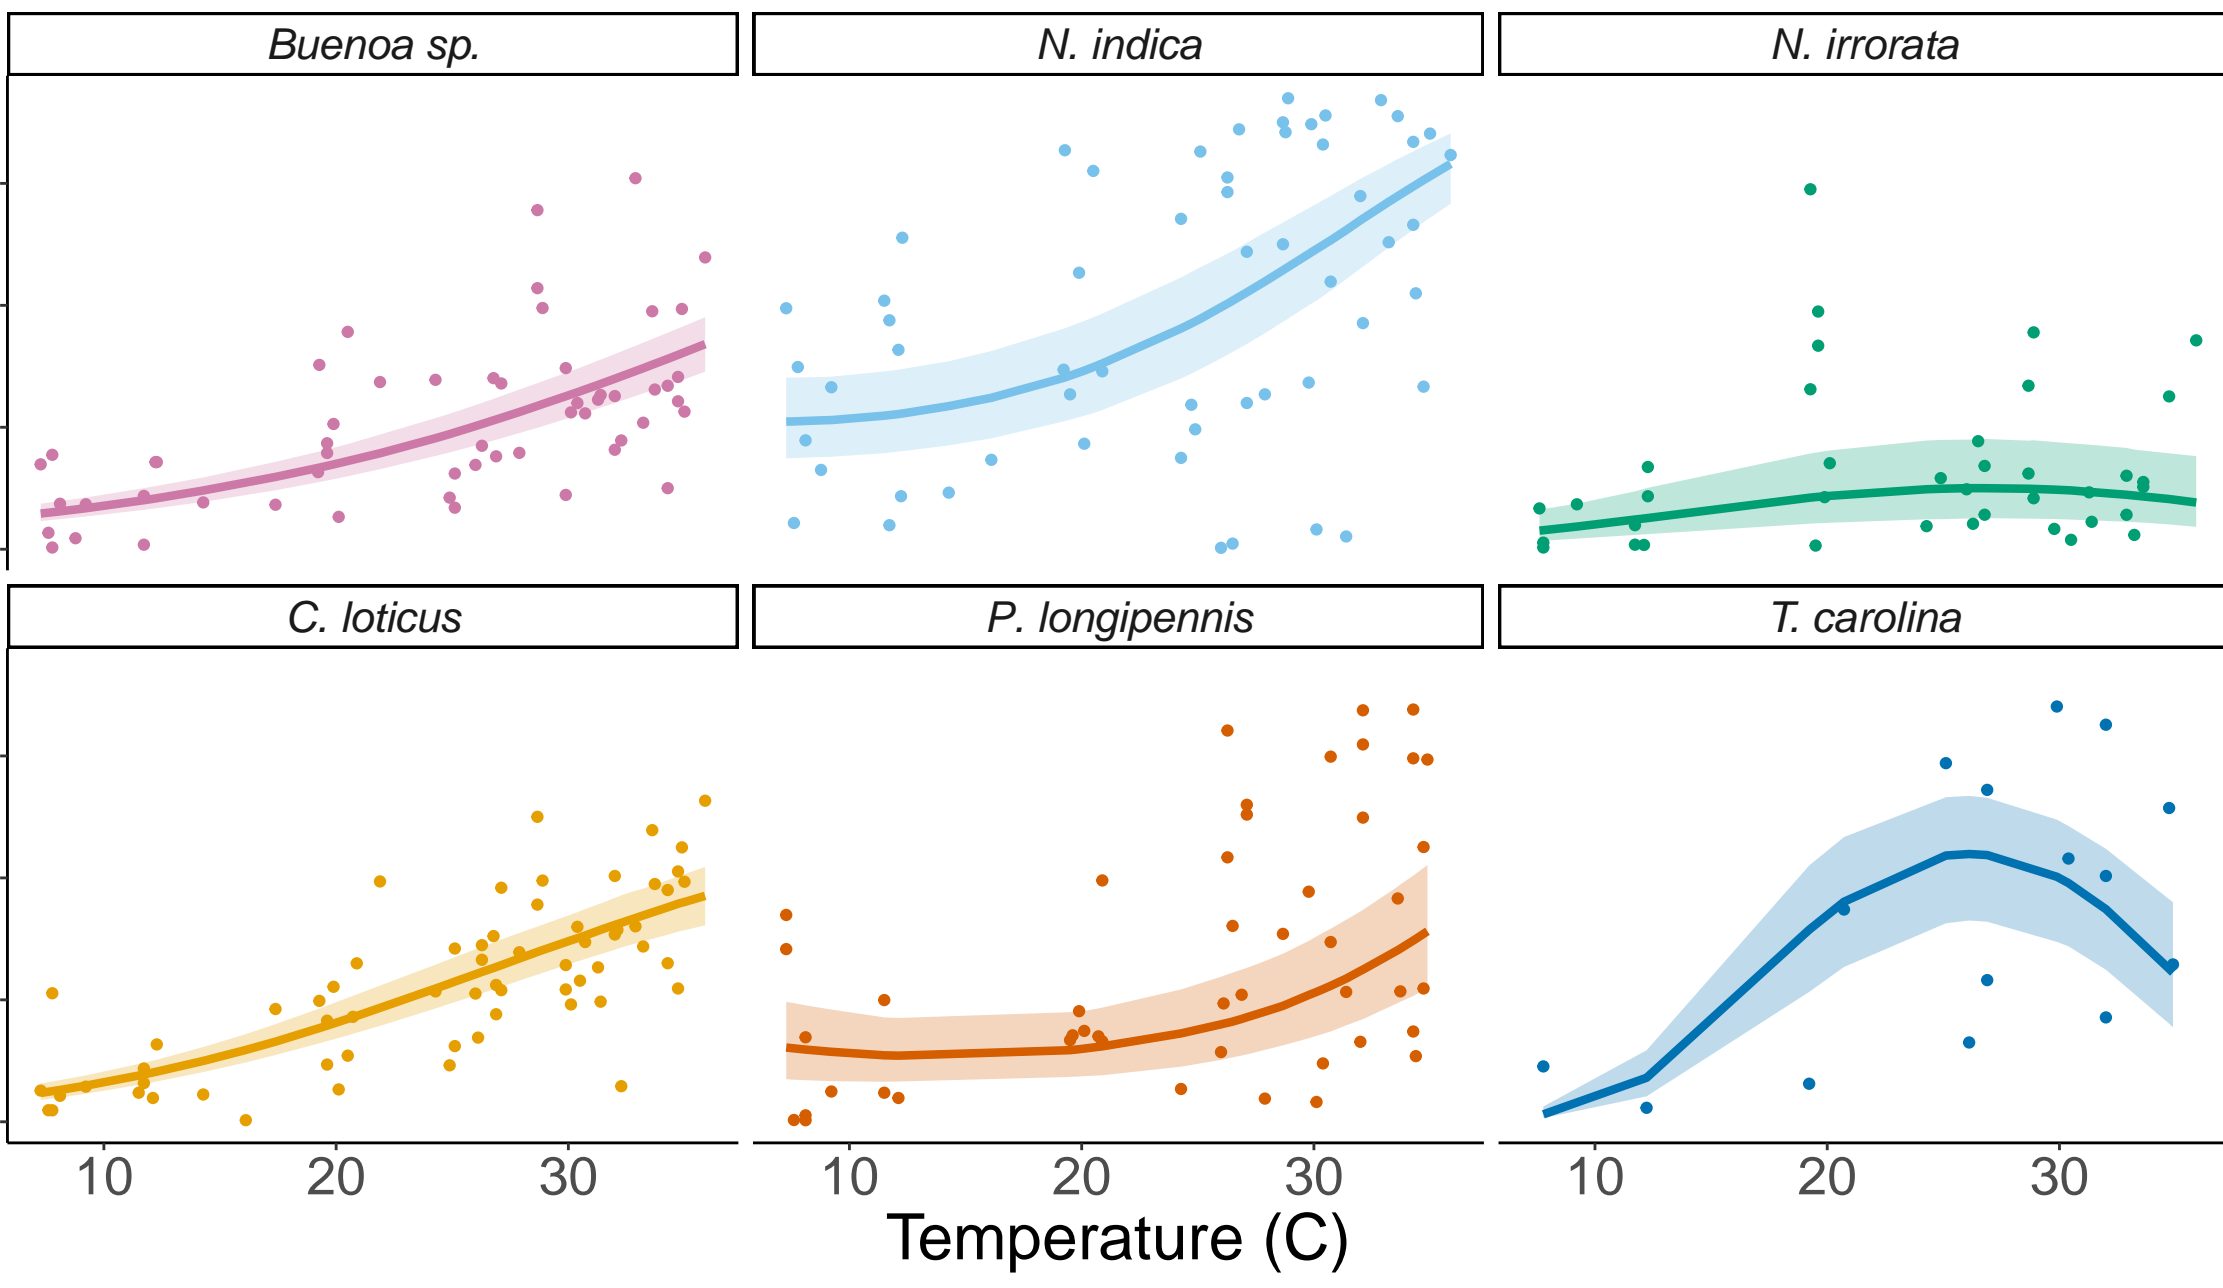 Buenoa sp. N. indica N. irrorata
C. loticus P. longipennis T. carolina
10 20 30 10 20 30 10 20 30
Temperature (C)